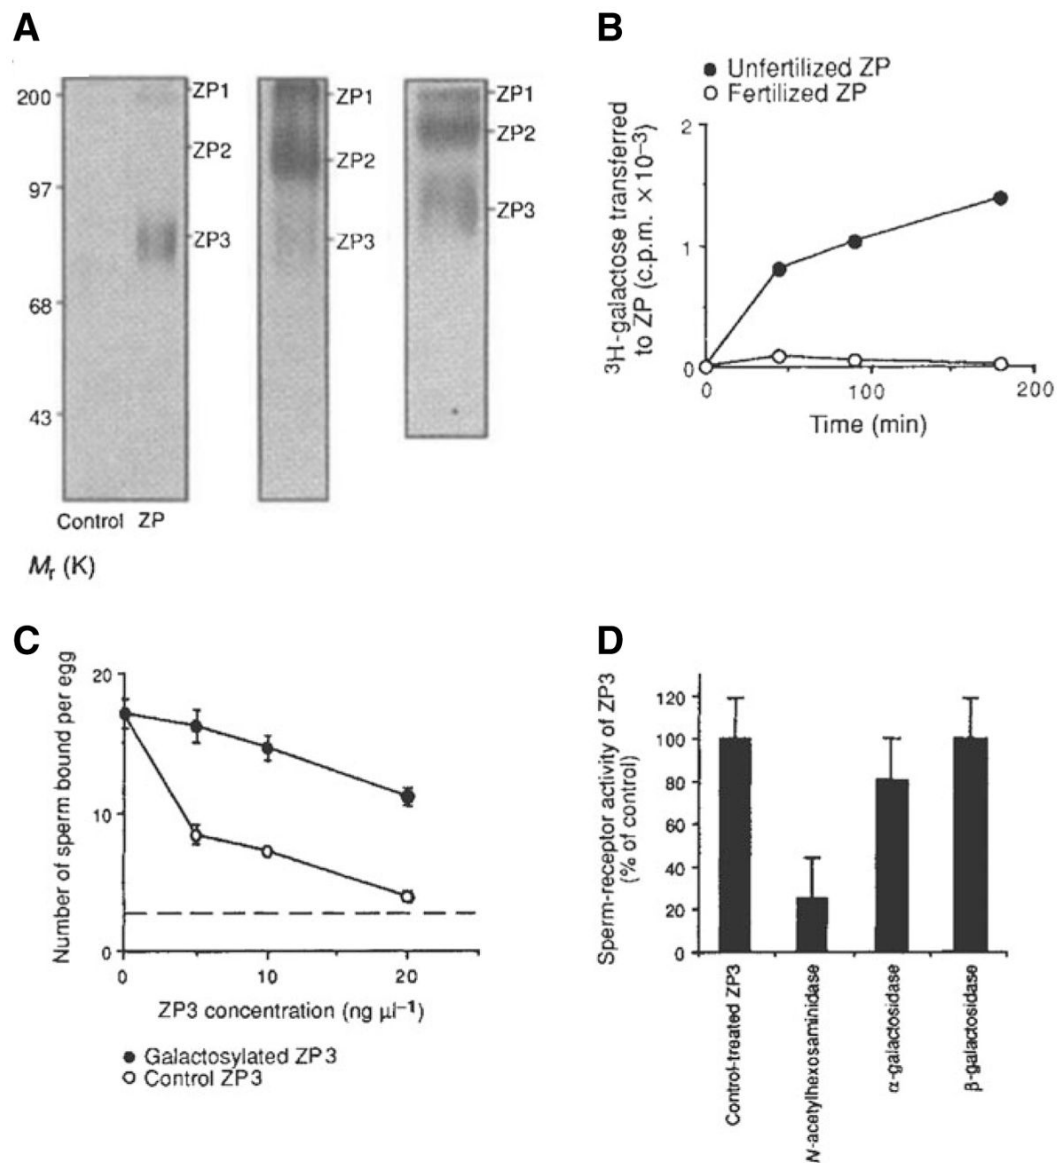 A
200
97
68
43
ZP1
ZP2
ZP3
ZP1
ZP2
ZP3
ZP1
ZP2
ZP3
Control ZP
Mr (K)
B
● Unfertilized ZP
○ Fertilized ZP
³H-galactose transferred
to ZP (c.p.m. × 10⁻³)
2
1
0
0 100 200
Time (min)
C
Number of sperm bound per egg
20
10
0
0 10 20
ZP3 concentration (ng μl⁻¹)
● Galactosylated ZP3
○ Control ZP3
D
Sperm-receptor activity of ZP3
(% of control)
120
100
80
60
40
20
0
Control-treated ZP3
N-acetylhexosaminidase
α-galactosidase
β-galactosidase